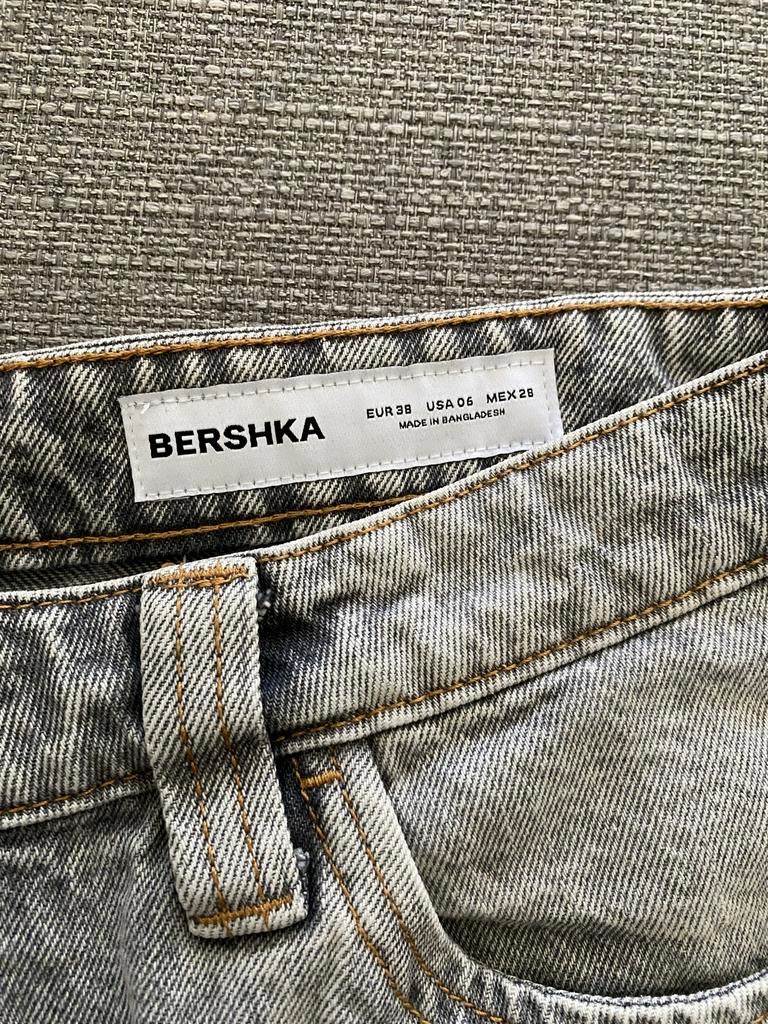 BERSHKA
EUR 38 USA 06 MEX 28
MADE IN BANGLADESH